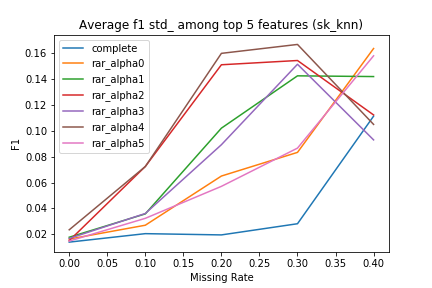 Average f1 std_ among top 5 features (sk_knn)
F1
0.16
0.14
0.12
0.10
0.08
0.06
0.04
0.02
complete
rar_alpha0
rar_alpha1
rar_alpha2
rar_alpha3
rar_alpha4
rar_alpha5
0.00 0.05 0.10 0.15 0.20 0.25 0.30 0.35 0.40
Missing Rate